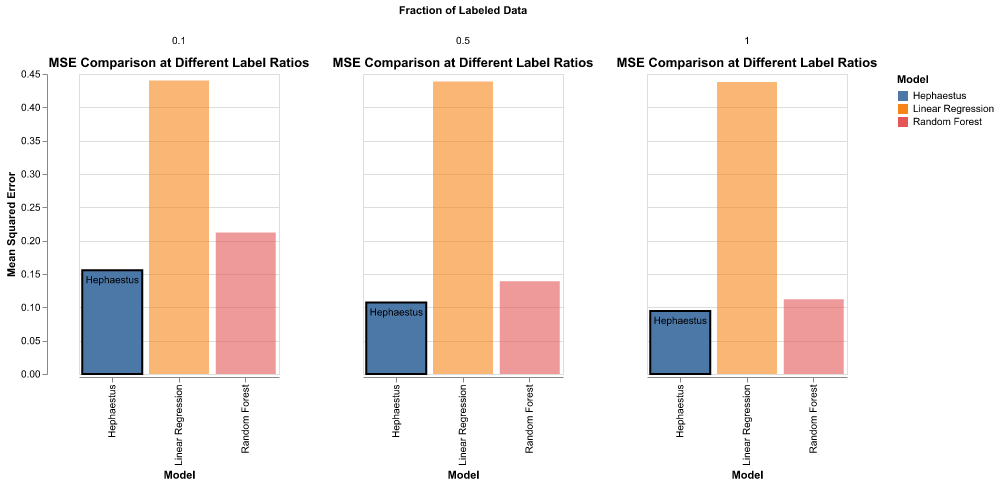 Fraction of Labeled Data
0.1
0.5
1
MSE Comparison at Different Label Ratios
MSE Comparison at Different Label Ratios
MSE Comparison at Different Label Ratios
Mean Squared Error
0.45
0.40
0.35
0.30
0.25
0.20
0.15
0.10
0.05
0.00
Hephaestus
Hephaestus
Hephaestus
Hephaestus
Linear Regression
Random Forest
Hephaestus
Linear Regression
Random Forest
Hephaestus
Linear Regression
Random Forest
Model
Model
Model
Model
Hephaestus
Linear Regression
Random Forest